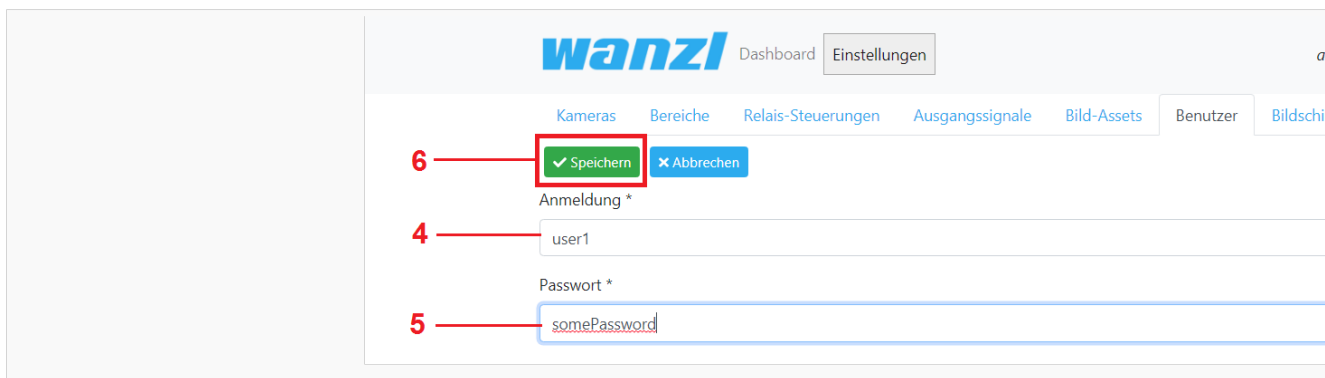 wanzl Dashboard Einstellungen a
Kameras Bereiche Relais-Steuerungen Ausgangssignale Bild-Assets Benutzer Bildschi
6 Speichern Abbrechen
Anmeldung *
4 user1
Passwort *
5 somePassword